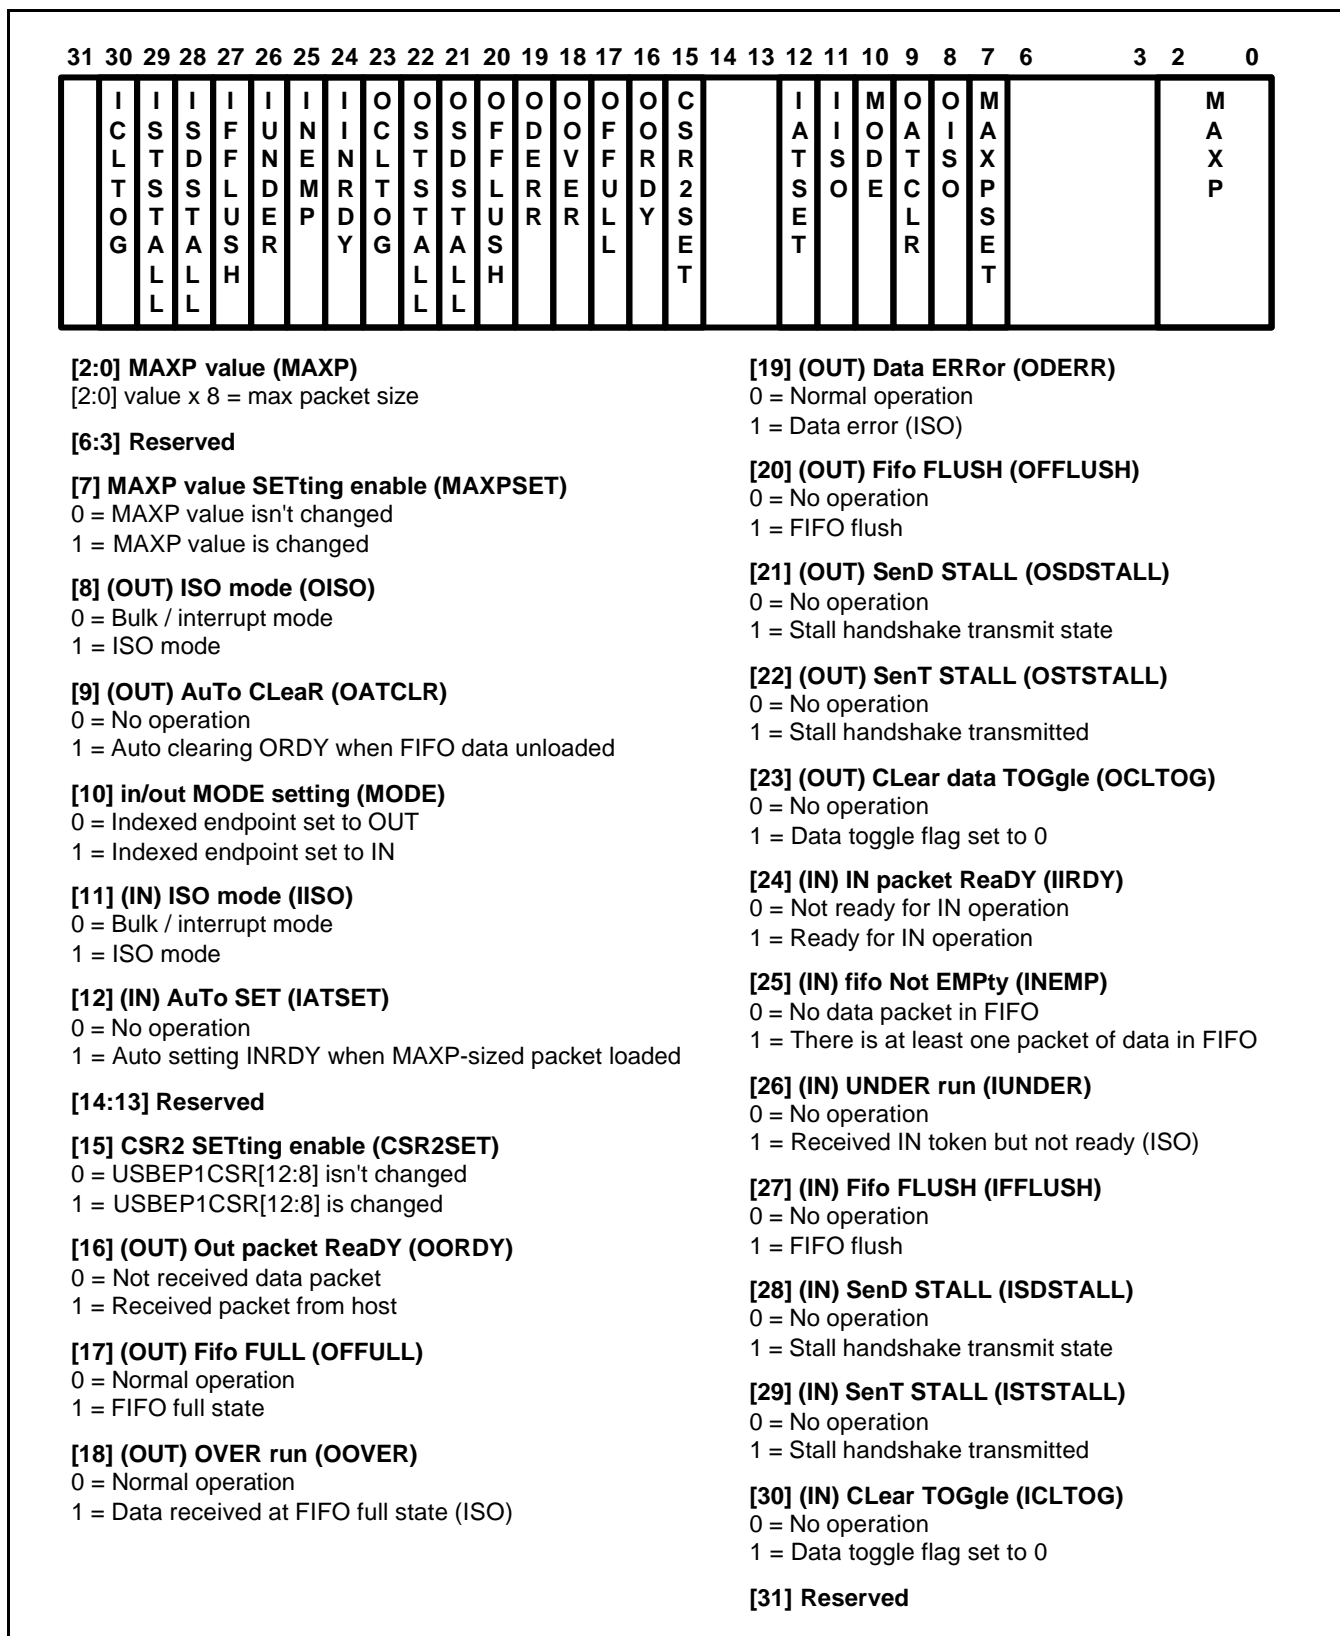 31 30 29 28 27 26 25 24 23 22 21 20 19 18 17 16 15 14 13 12 11 10 9 8 7 6 3 2 0
ICLTOG
ISTSTALL
ISDSTALL
IFFLUSH
IUNDER
INEMP
IINRDY
OCLTOG
OSTSTALL
OSDSTALL
OFFLUSH
ODERR
OOVER
OFFULL
OORDY
CSR2SET
IATSET
IISO
MODE
OATCLR
OISO
MAXPSET
MAXP
[2:0] MAXP value (MAXP)
[2:0] value x 8 = max packet size
[6:3] Reserved
[7] MAXP value SETting enable (MAXPSET)
0 = MAXP value isn't changed
1 = MAXP value is changed
[8] (OUT) ISO mode (OISO)
0 = Bulk / interrupt mode
1 = ISO mode
[9] (OUT) AuTo CLeaR (OATCLR)
0 = No operation
1 = Auto clearing ORDY when FIFO data unloaded
[10] in/out MODE setting (MODE)
0 = Indexed endpoint set to OUT
1 = Indexed endpoint set to IN
[11] (IN) ISO mode (IISO)
0 = Bulk / interrupt mode
1 = ISO mode
[12] (IN) AuTo SET (IATSET)
0 = No operation
1 = Auto setting INRDY when MAXP-sized packet loaded
[14:13] Reserved
[15] CSR2 SETting enable (CSR2SET)
0 = USBEP1CSR[12:8] isn't changed
1 = USBEP1CSR[12:8] is changed
[16] (OUT) Out packet ReaDY (OORDY)
0 = Not received data packet
1 = Received packet from host
[17] (OUT) Fifo FULL (OFFULL)
0 = Normal operation
1 = FIFO full state
[18] (OUT) OVER run (OOVER)
0 = Normal operation
1 = Data received at FIFO full state (ISO)
[19] (OUT) Data ERRor (ODERR)
0 = Normal operation
1 = Data error (ISO)
[20] (OUT) Fifo FLUSH (OFFLUSH)
0 = No operation
1 = FIFO flush
[21] (OUT) SenD STALL (OSDSTALL)
0 = No operation
1 = Stall handshake transmit state
[22] (OUT) SenT STALL (OSTSTALL)
0 = No operation
1 = Stall handshake transmitted
[23] (OUT) CLear data TOGgle (OCLTOG)
0 = No operation
1 = Data toggle flag set to 0
[24] (IN) IN packet ReaDY (IIRDY)
0 = Not ready for IN operation
1 = Ready for IN operation
[25] (IN) fifo Not EMPty (INEMP)
0 = No data packet in FIFO
1 = There is at least one packet of data in FIFO
[26] (IN) UNDER run (IUNDER)
0 = No operation
1 = Received IN token but not ready (ISO)
[27] (IN) Fifo FLUSH (IFFLUSH)
0 = No operation
1 = FIFO flush
[28] (IN) SenD STALL (ISDSTALL)
0 = No operation
1 = Stall handshake transmit state
[29] (IN) SenT STALL (ISTSTALL)
0 = No operation
1 = Stall handshake transmitted
[30] (IN) CLear TOGgle (ICLTOG)
0 = No operation
1 = Data toggle flag set to 0
[31] Reserved